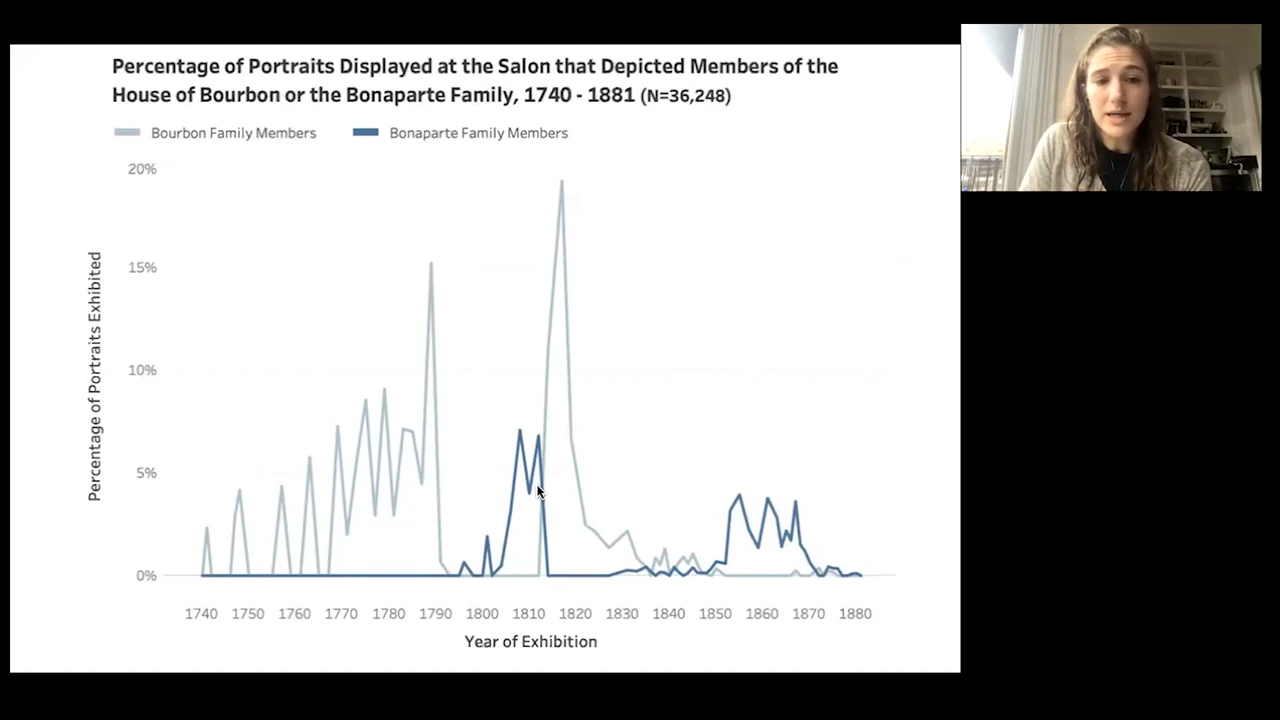 Percentage of Portraits Displayed at the Salon that Depicted Members of the
House of Bourbon or the Bonaparte Family, 1740 - 1881 (N=36,248)
Bourbon Family Members
Bonaparte Family Members
20%
15%
10%
5%
0%
Percentage of Portraits Exhibited
1740 1750 1760 1770 1780 1790 1800 1810 1820 1830 1840 1850 1860 1870 1880
Year of Exhibition